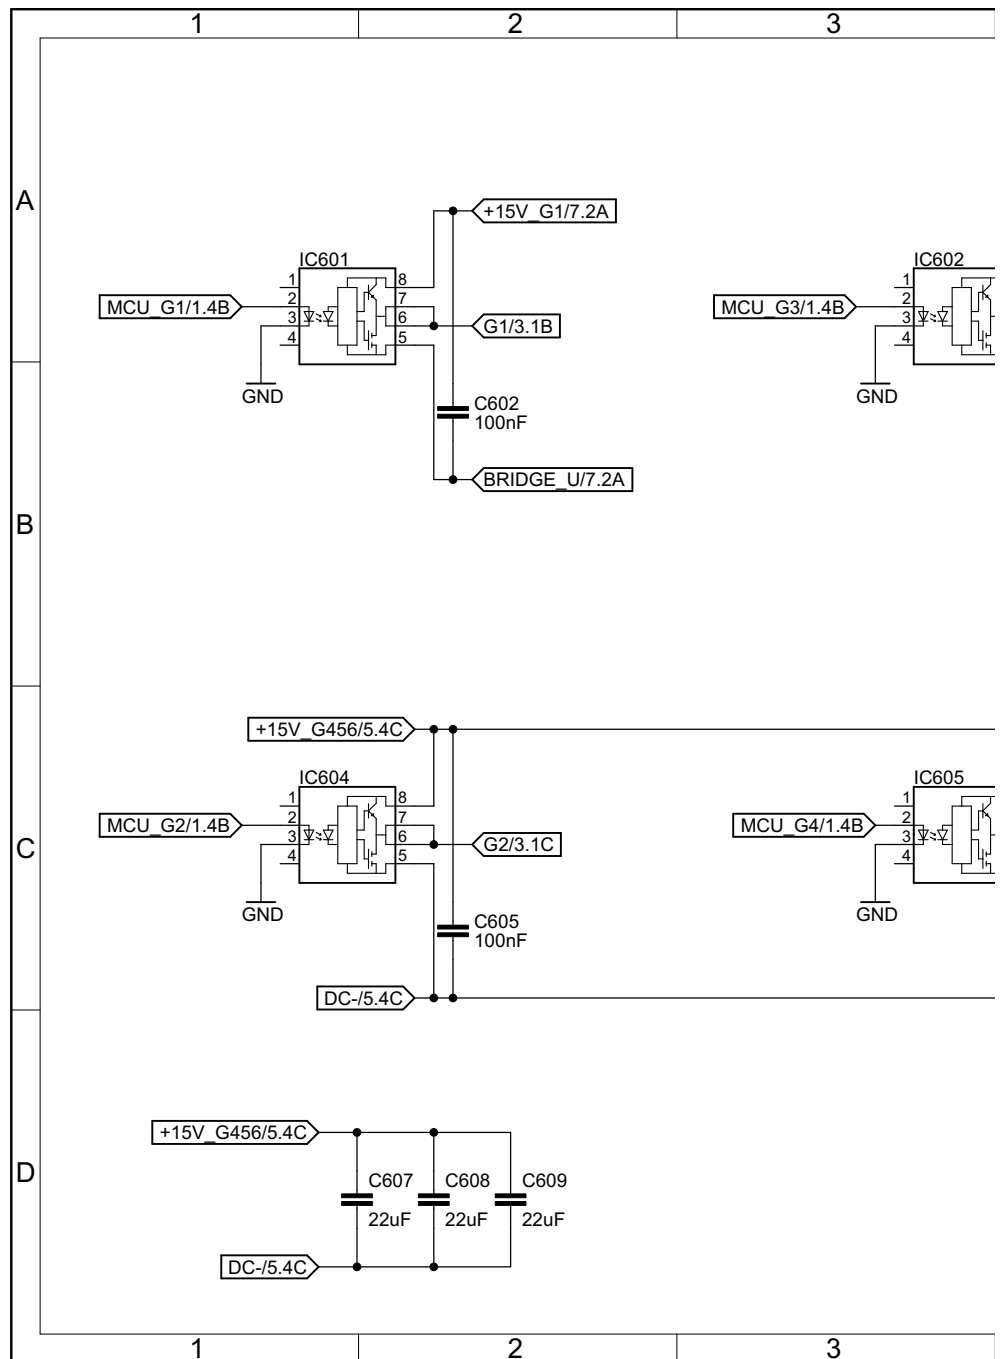 1 2 3
A
+15V_G1/7.2A
IC601 IC602
1 8 1
MCU_G1/1.4B 2 7 MCU_G3/1.4B 2
3 6 G1/3.1B 3
4 5 4
GND GND
C602
100nF
BRIDGE_U/7.2A
B
+15V_G456/5.4C
IC604 IC605
1 8 1
MCU_G2/1.4B 2 7 MCU_G4/1.4B 2
C
3 6 G2/3.1C 3
4 5 4
GND GND
C605
100nF
DC-/5.4C
+15V_G456/5.4C
D
C607 C608 C609
22uF 22uF 22uF
DC-/5.4C
1 2 3